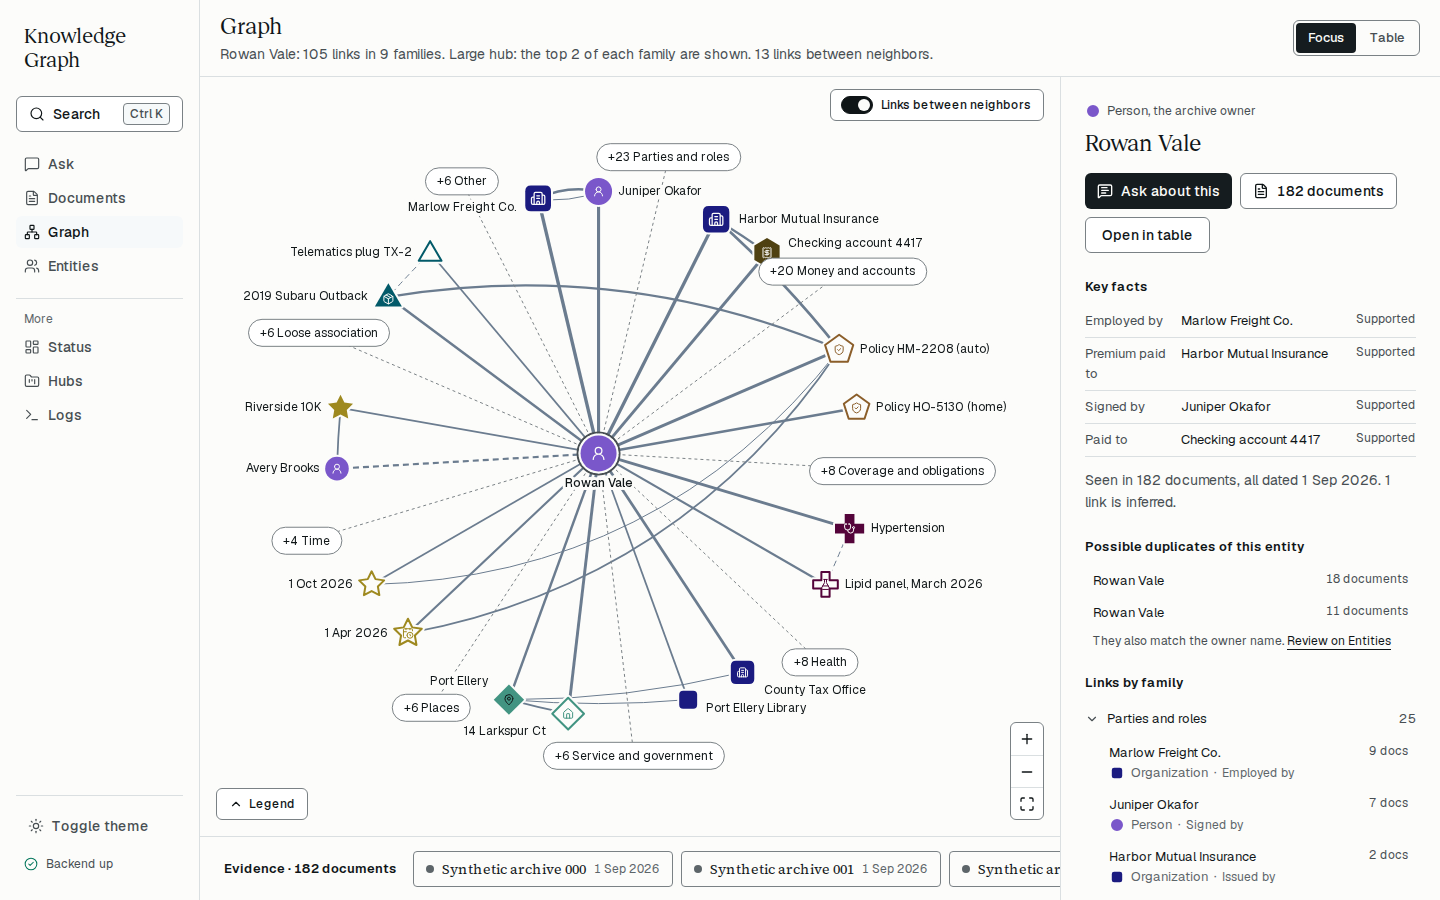 Knowledge
Graph
Search
Ctrl K
Ask
Documents
Graph
Entities
More
Status
Hubs
Logs
Toggle theme
Backend up
Graph
Rowan Vale: 105 links in 9 families. Large hub: the top 2 of each family are shown. 13 links between neighbors.
Focus
Table
Links between neighbors
+23 Parties and roles
+6 Other
Juniper Okafor
Marlow Freight Co.
Harbor Mutual Insurance
Checking account 4417
Telematics plug TX-2
+20 Money and accounts
2019 Subaru Outback
+6 Loose association
Policy HM-2208 (auto)
Riverside 10K
Policy HO-5130 (home)
Avery Brooks
+8 Coverage and obligations
Rowan Vale
Hypertension
+4 Time
1 Oct 2026
Lipid panel, March 2026
1 Apr 2026
+8 Health
Port Ellery
County Tax Office
+6 Places
Port Ellery Library
14 Larkspur Ct
+6 Service and government
Legend
Evidence · 182 documents
Synthetic archive 000 1 Sep 2026
Synthetic archive 001 1 Sep 2026
Synthetic ar
Person, the archive owner
Rowan Vale
Ask about this
182 documents
Open in table
Key facts
Employed by Marlow Freight Co. Supported
Premium paid Harbor Mutual Insurance Supported
to
Signed by Juniper Okafor Supported
Paid to Checking account 4417 Supported
Seen in 182 documents, all dated 1 Sep 2026. 1
link is inferred.
Possible duplicates of this entity
Rowan Vale 18 documents
Rowan Vale 11 documents
They also match the owner name. Review on Entities
Links by family
Parties and roles 25
Marlow Freight Co. 9 docs
Organization · Employed by
Juniper Okafor 7 docs
Person · Signed by
Harbor Mutual Insurance 2 docs
Organization · Issued by